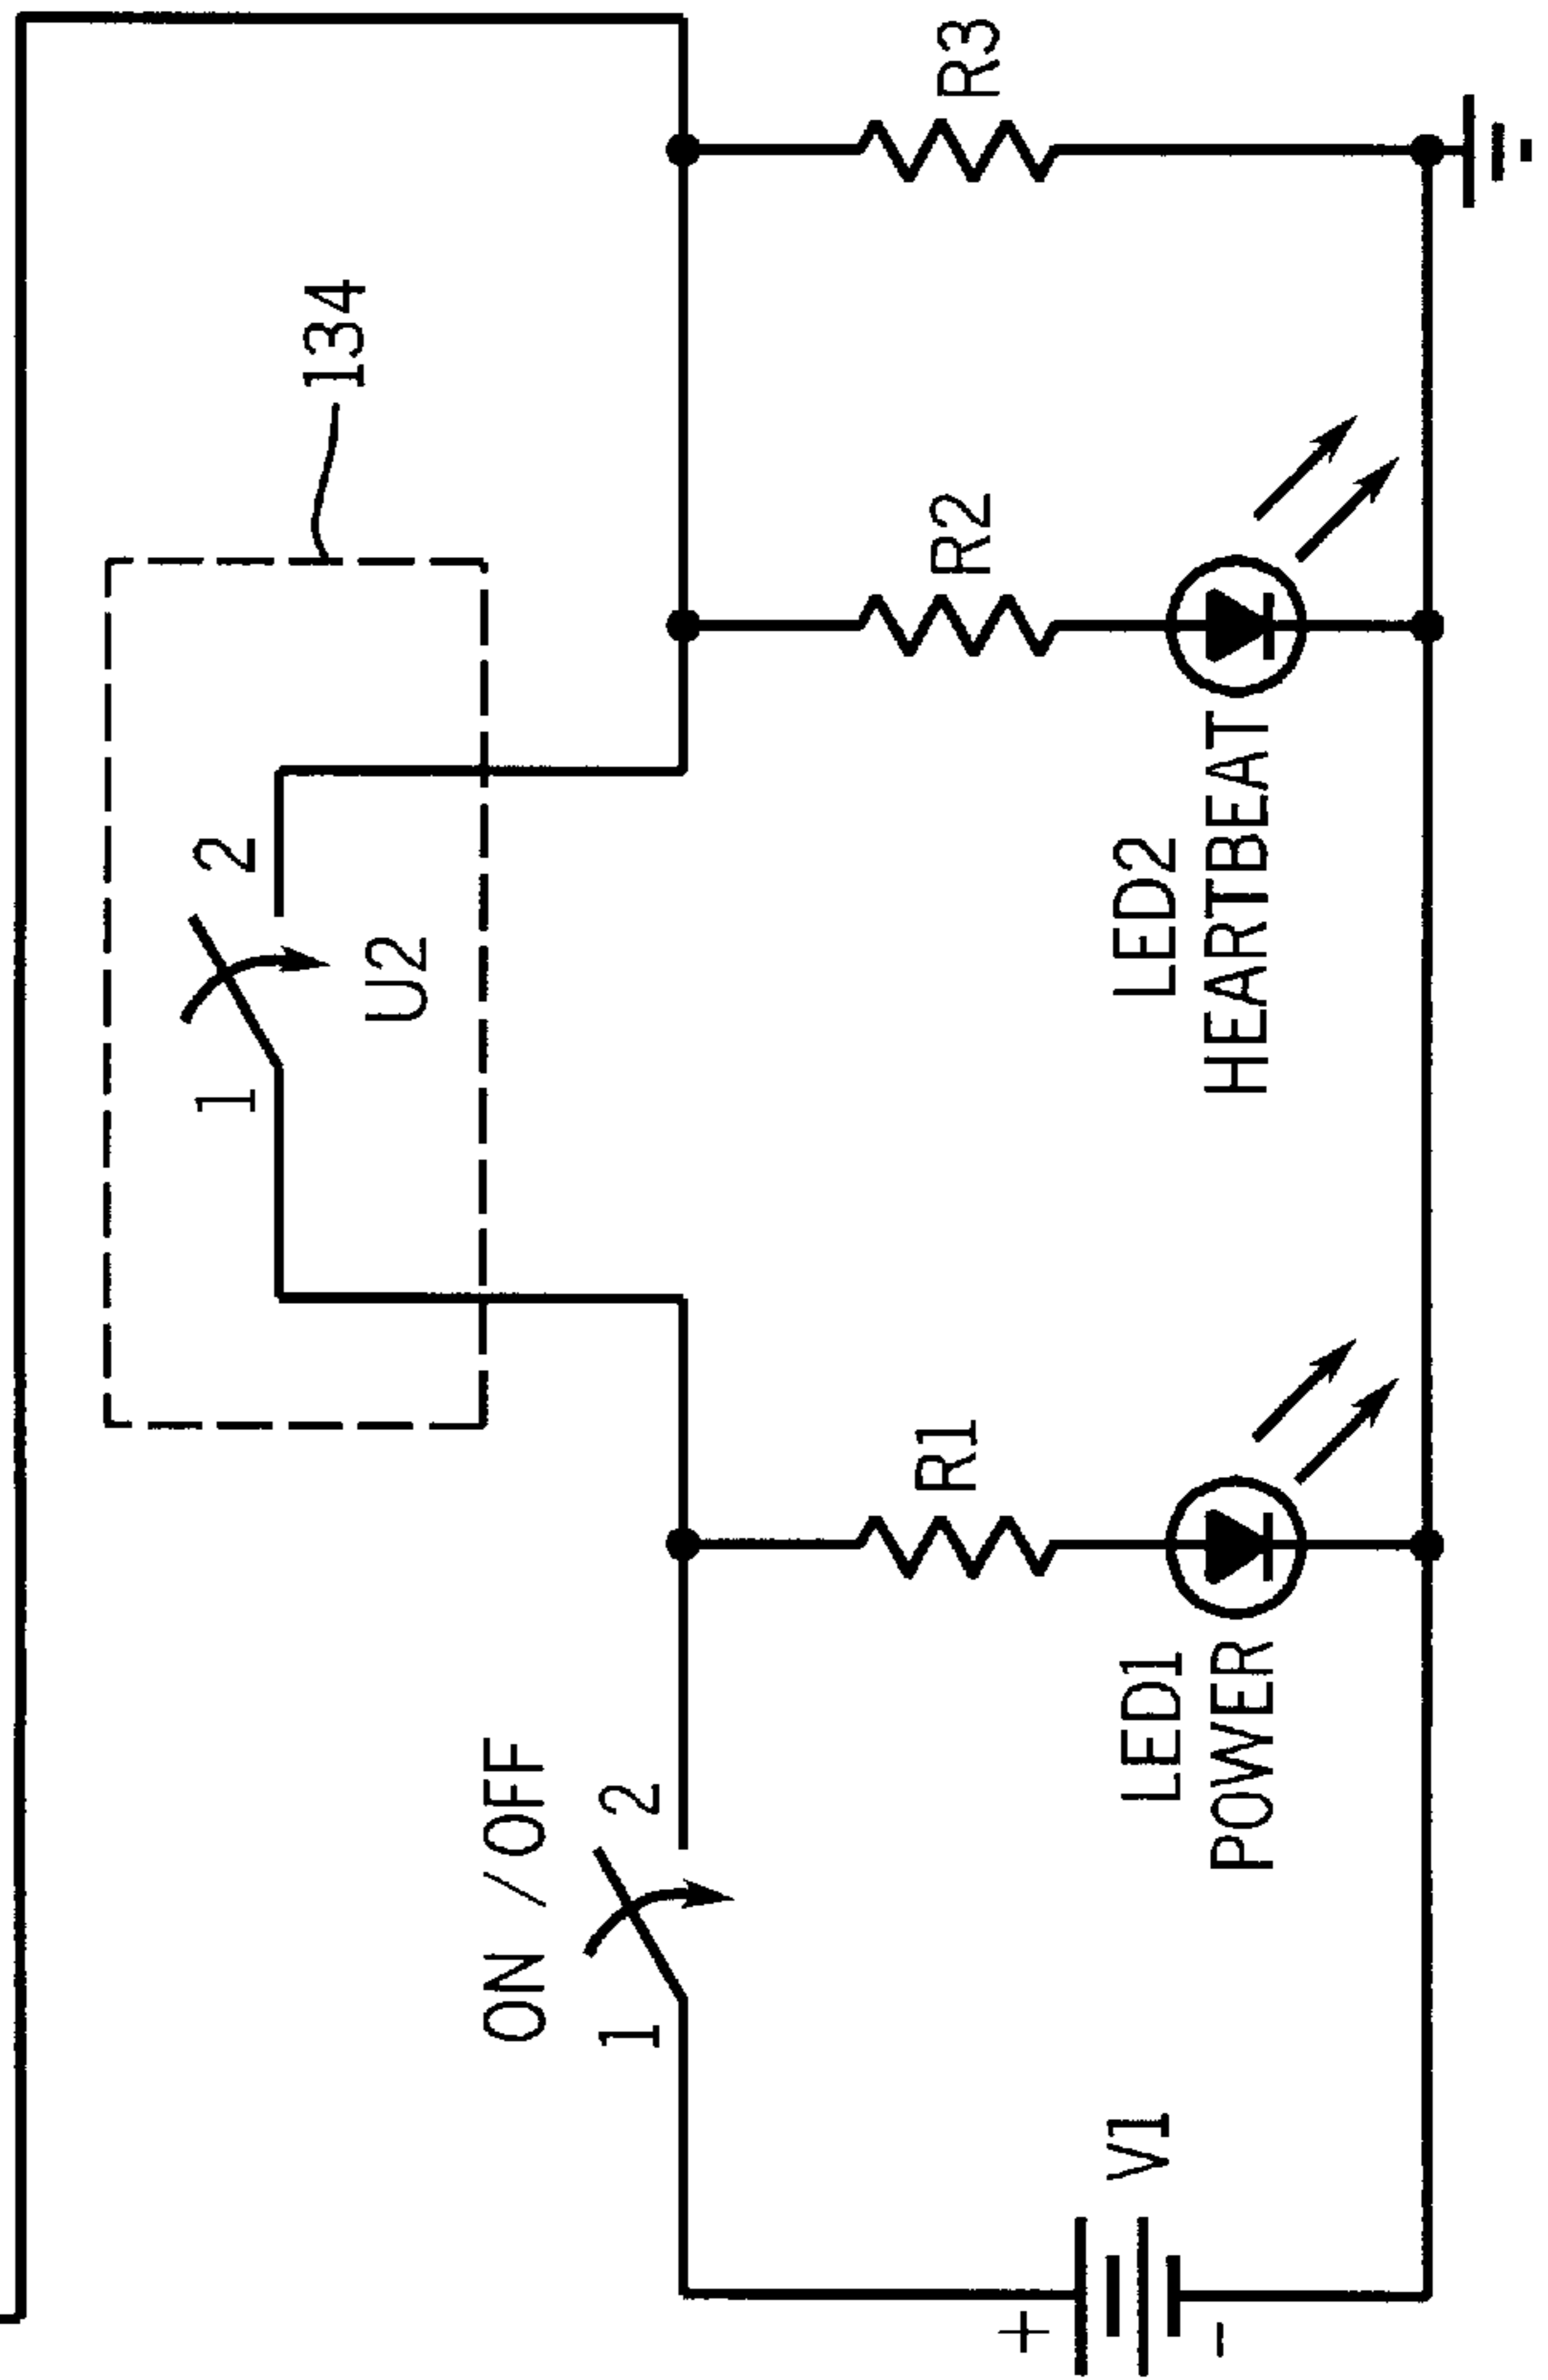 134
1
2
U2
ON /OFF
1
2
R1
R2
R3
V1
+
-
LED1
POWER
LED2
HEARTBEAT